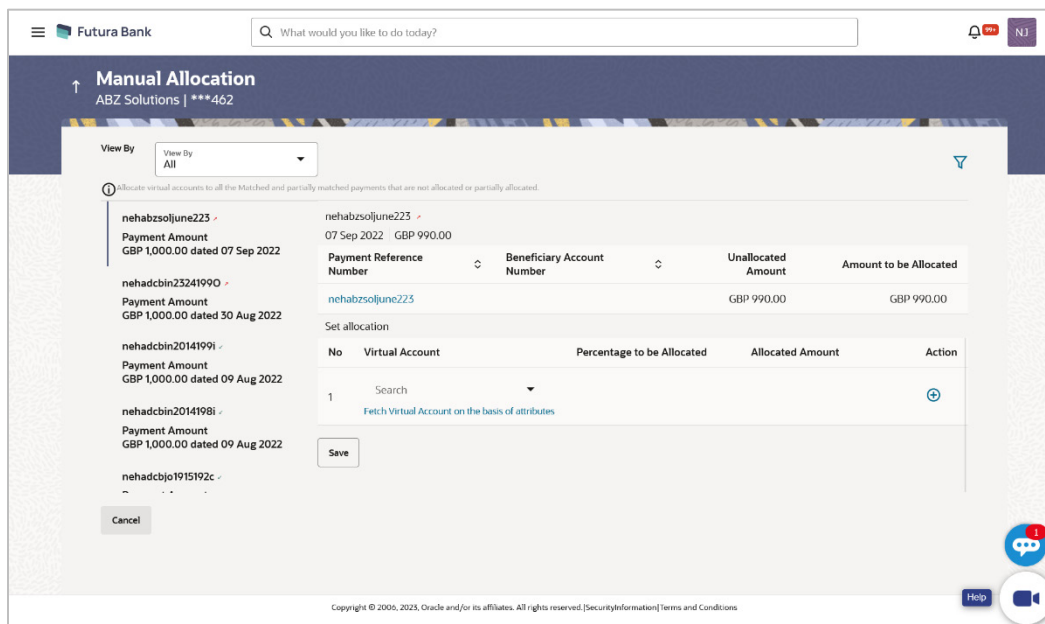 Futura Bank
What would you like to do today?
99+
NJ
Manual Allocation
ABZ Solutions | ***462
View By
View By
All
Allocate virtual accounts to all the Matched and partially matched payments that are not allocated or partially allocated.
nehabzsoljune223
Payment Amount
GBP 1,000.00 dated 07 Sep 2022
nehadcbin2324199O
Payment Amount
GBP 1,000.00 dated 30 Aug 2022
nehadcbin2014199i
Payment Amount
GBP 1,000.00 dated 09 Aug 2022
nehadcbin2014198i
Payment Amount
GBP 1,000.00 dated 09 Aug 2022
nehadcbjo1915192c
nehabzsoljune223
07 Sep 2022 GBP 990.00
Payment Reference Number
Beneficiary Account Number
Unallocated Amount
Amount to be Allocated
nehabzsoljune223 GBP 990.00 GBP 990.00
Set allocation
No Virtual Account Percentage to be Allocated Allocated Amount Action
1 Search
Fetch Virtual Account on the basis of attributes
Save
Cancel
1
Help
Copyright © 2006, 2023, Oracle and/or its affiliates. All rights reserved.|SecurityInformation|Terms and Conditions